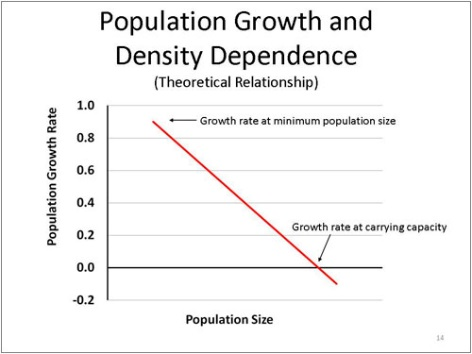 Population Growth and
Density Dependence
(Theoretical Relationship)
Population Growth Rate
1.0
Growth rate at minimum population size
0.8
0.6
0.4
Growth rate at carrying capacity
0.2
0.0
-0.2
Population Size
14